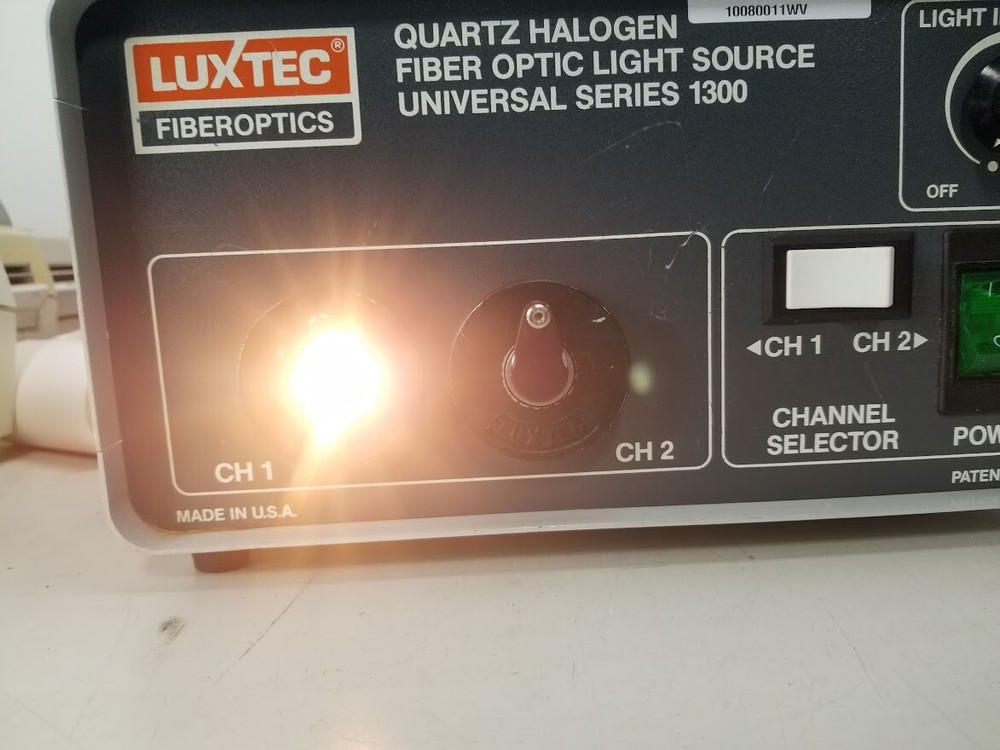 10080011WV
LUXTEC®
FIBEROPTICS
QUARTZ HALOGEN
FIBER OPTIC LIGHT SOURCE
UNIVERSAL SERIES 1300
LIGHT I
OFF
CH 1
LUXTEC
CH 2
◀CH 1 CH 2▶
CHANNEL
SELECTOR
POW
PATEN
MADE IN U.S.A.